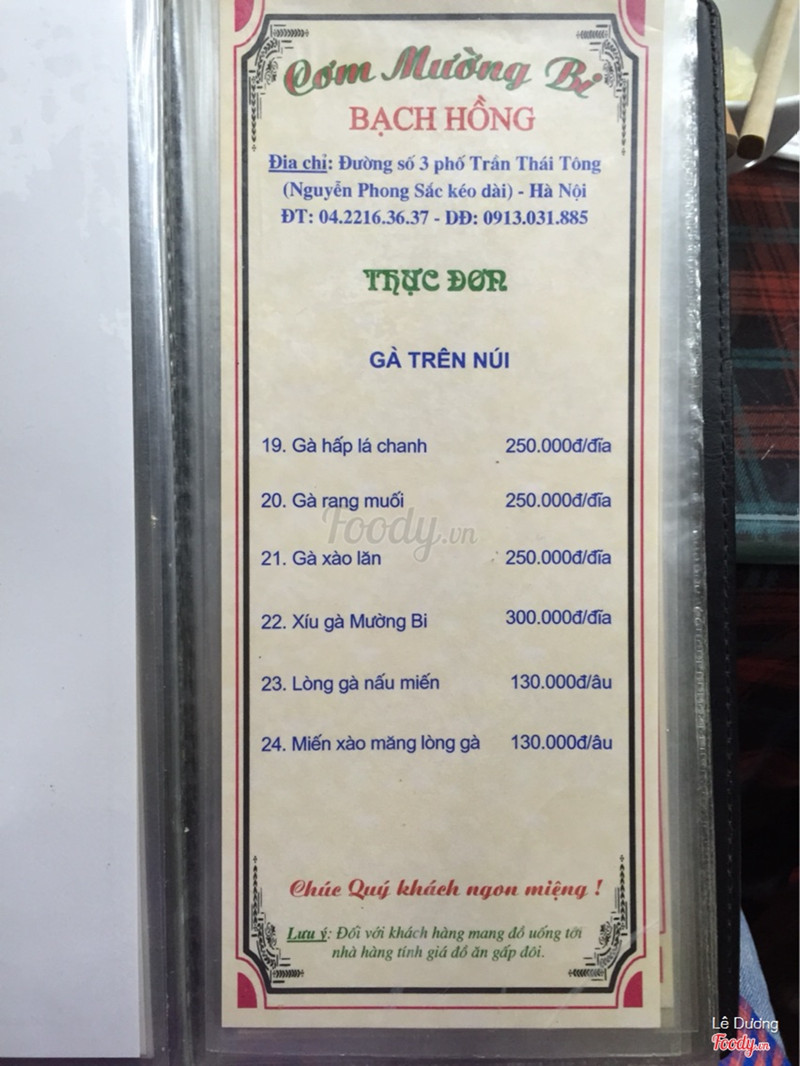 Cơm Mường Bi
BẠCH HỒNG
Đia chỉ: Đường số 3 phố Trần Thái Tông
(Nguyễn Phong Sắc kéo dài) - Hà Nội
ĐT: 04.2216.36.37 - DĐ: 0913.031.885
THỰC ĐƠN
GÀ TRÊN NÚI
19. Gà hấp lá chanh 250.000đ/đĩa
20. Gà rang muối 250.000đ/đĩa
Foody.vn
21. Gà xào lăn 250.000đ/đĩa
22. Xíu gà Mường Bi 300.000đ/đĩa
23. Lòng gà nấu miến 130.000đ/âu
24. Miến xào măng lòng gà 130.000đ/âu
Chúc Quý khách ngon miệng !
Lưu ý: Đối với khách hàng mang đồ uống tới
nhà hàng tính giá đồ ăn gấp đôi.
Lê Dương
Foody.vn